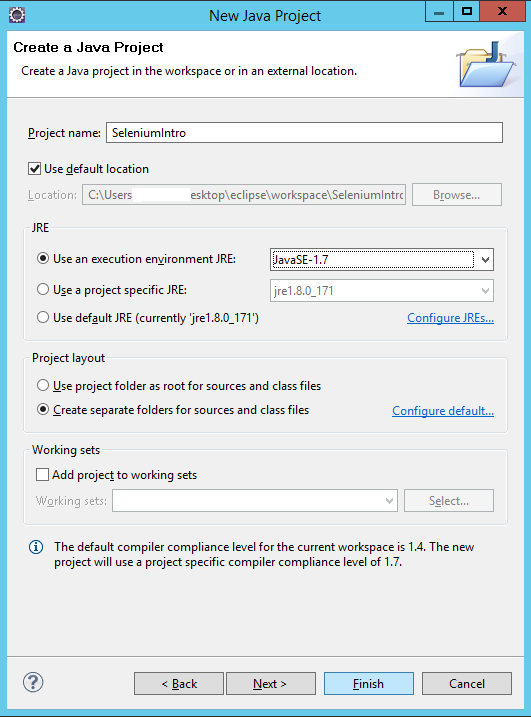 New Java Project
Create a Java Project
Create a Java project in the workspace or in an external location.
Project name: SeleniumIntro
Use default location
Location: C:\Users esktop\eclipse\workspace\SeleniumIntro Browse...
JRE
Use an execution environment JRE: JavaSE-1.7
Use a project specific JRE: jre1.8.0_171
Use default JRE (currently 'jre1.8.0_171') Configure JREs...
Project layout
Use project folder as root for sources and class files
Create separate folders for sources and class files Configure default...
Working sets
Add project to working sets
Working sets: Select...
The default compiler compliance level for the current workspace is 1.4. The new
project will use a project specific compiler compliance level of 1.7.
? < Back Next > Finish Cancel